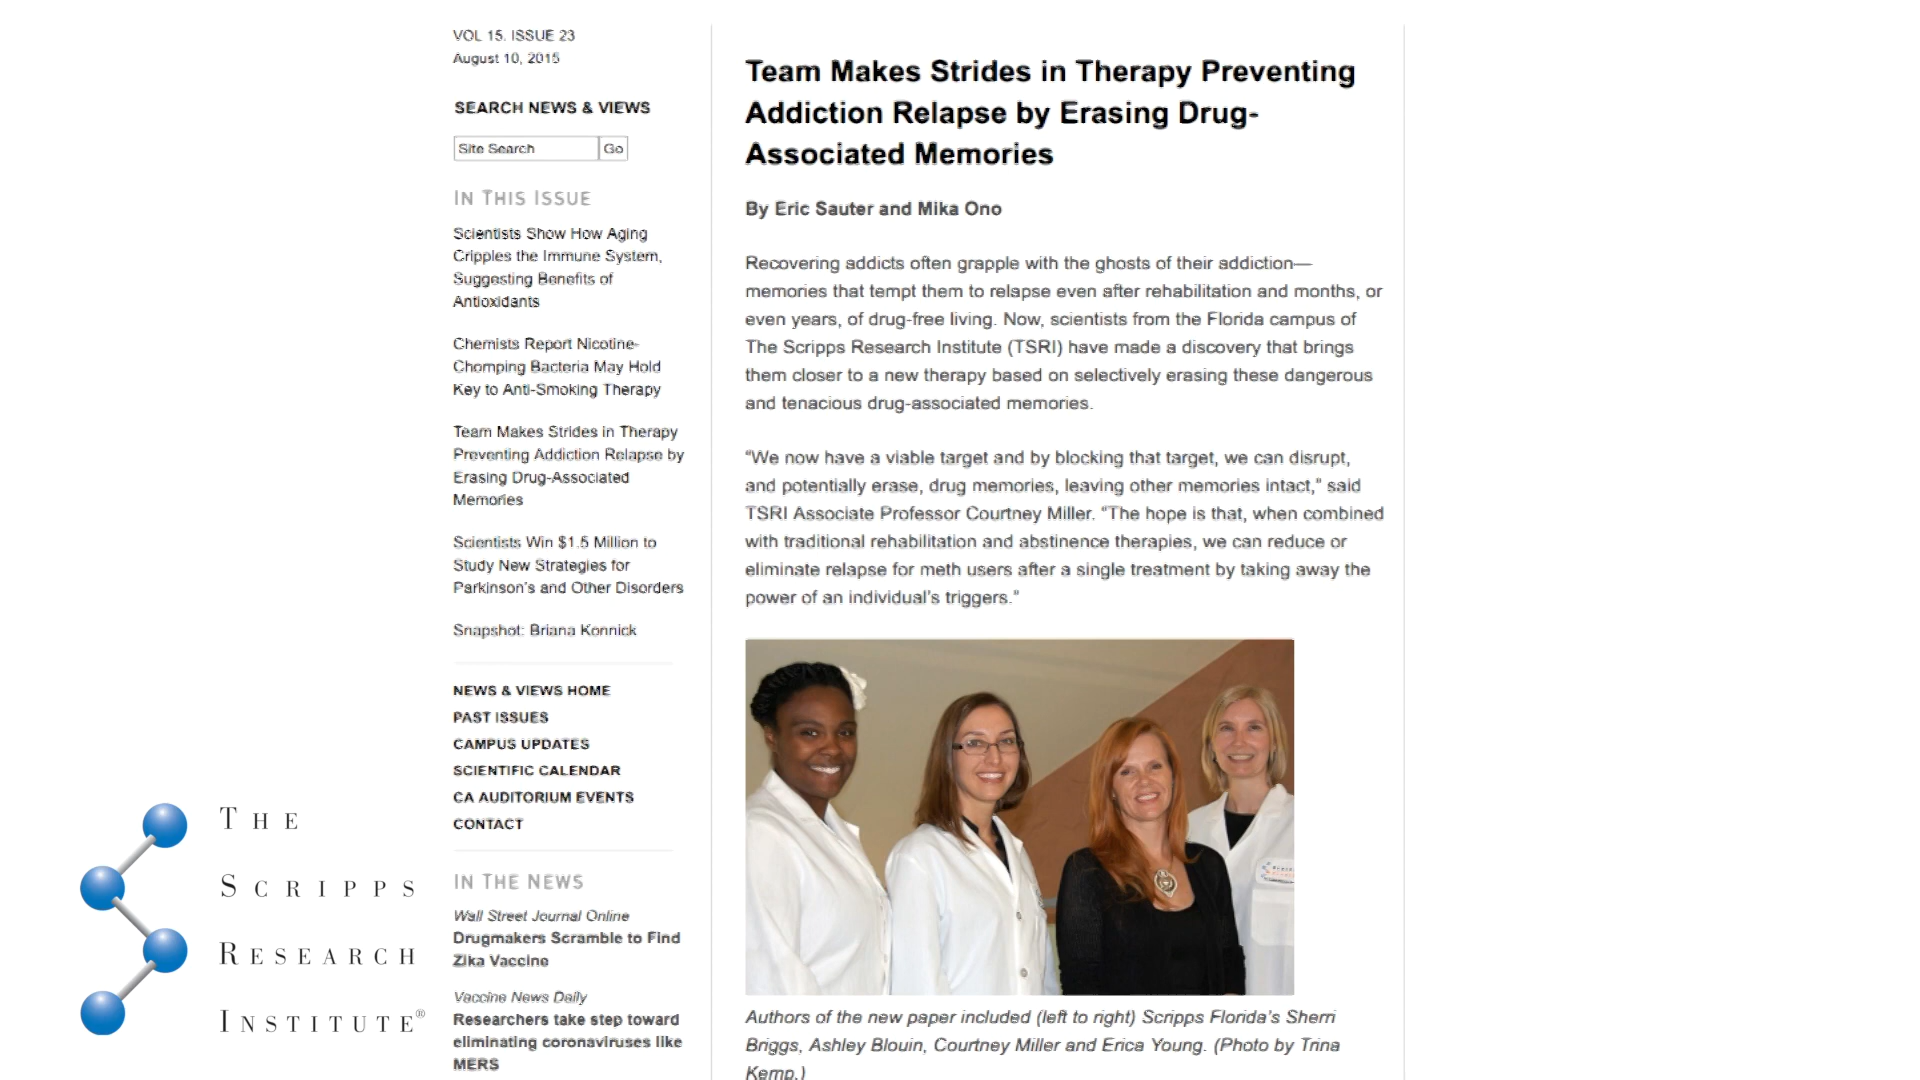 VOL 15. ISSUE 23
August 10, 2015
SEARCH NEWS & VIEWS
Site Search
Go
IN THIS ISSUE
Scientists Show How Aging
Cripples the Immune System,
Suggesting Benefits of
Antioxidants
Chemists Report Nicotine-
Chomping Bacteria May Hold
Key to Anti-Smoking Therapy
Team Makes Strides in Therapy
Preventing Addiction Relapse by
Erasing Drug-Associated
Memories
Scientists Win $1.5 Million to
Study New Strategies for
Parkinson's and Other Disorders
Snapshot: Briana Konnick
NEWS & VIEWS HOME
PAST ISSUES
CAMPUS UPDATES
SCIENTIFIC CALENDAR
CA AUDITORIUM EVENTS
CONTACT
IN THE NEWS
Wall Street Journal Online
Drugmakers Scramble to Find
Zika Vaccine
Vaccine News Daily
Researchers take step toward
eliminating coronaviruses like
MERS
Team Makes Strides in Therapy Preventing
Addiction Relapse by Erasing Drug-
Associated Memories
By Eric Sauter and Mika Ono
Recovering addicts often grapple with the ghosts of their addiction—
memories that tempt them to relapse even after rehabilitation and months, or
even years, of drug-free living. Now, scientists from the Florida campus of
The Scripps Research Institute (TSRI) have made a discovery that brings
them closer to a new therapy based on selectively erasing these dangerous
and tenacious drug-associated memories.
"We now have a viable target and by blocking that target, we can disrupt,
and potentially erase, drug memories, leaving other memories intact," said
TSRI Associate Professor Courtney Miller. "The hope is that, when combined
with traditional rehabilitation and abstinence therapies, we can reduce or
eliminate relapse for meth users after a single treatment by taking away the
power of an individual's triggers."
Authors of the new paper included (left to right) Scripps Florida's Sherri
Briggs, Ashley Blouin, Courtney Miller and Erica Young. (Photo by Trina
Kemp.)
THE
SCRIPPS
RESEARCH
INSTITUTE®